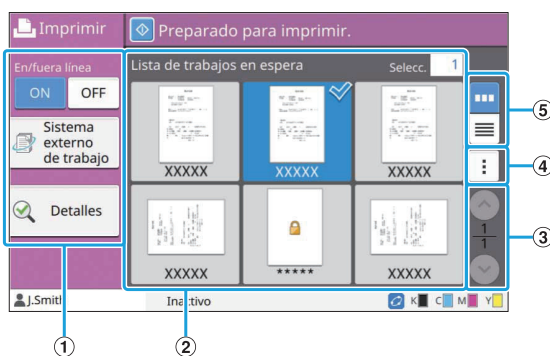 Imprimir
Preparado para imprimir.
En/fuera línea
ON OFF
Sistema
externo
de trabajo
Detalles
Lista de trabajos en espera
Selecc. 1
XXXXX XXXXX XXXXX
XXXXX ***** XXXXX
1
1
J.Smith
Inactivo
K C M Y
⑤
④
③
① ②